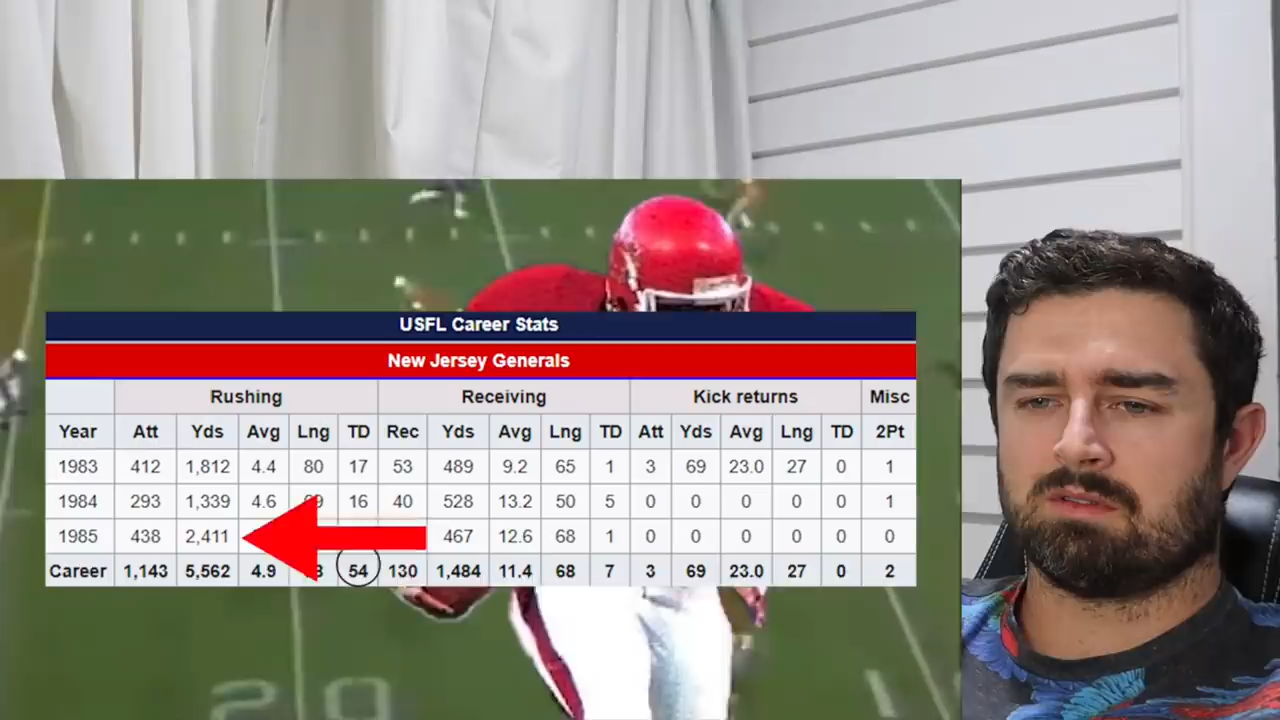 USFL Career Stats
New Jersey Generals
Rushing Receiving Kick returns Misc
Year Att Yds Avg Lng TD Rec Yds Avg Lng TD Att Yds Avg Lng TD 2Pt
1983 412 1,812 4.4 80 17 53 489 9.2 65 1 3 69 23.0 27 0 1
1984 293 1,339 4.6 16 40 528 13.2 50 5 0 0 0 0 0 1
1985 438 2,411 467 12.6 68 1 0 0 0 0 0 0
Career 1,143 5,562 4.9 54 130 1,484 11.4 68 7 3 69 23.0 27 0 2
20